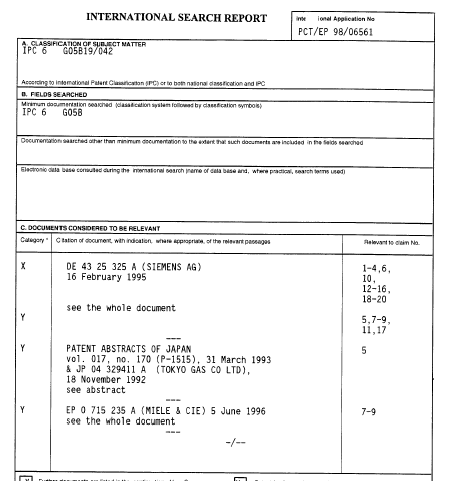 INTERNATIONAL SEARCH REPORT
Inte ional Application No
PCT/EP 98/06561
A. CLASSIFICATION OF SUBJECT MATTER
IPC 6 G05B19/042
According to International Patent Classification (IPC) or to both national classification and IPC
B. FIELDS SEARCHED
Minimum documentation searched (classification system followed by classification symbols)
IPC 6 G05B
Documentation searched other than minimum documentation to the extent that such documents are included in the fields searched
Electronic data base consulted during the international search (name of data base and, where practical, search terms used)
C. DOCUMENTS CONSIDERED TO BE RELEVANT
Category ° Citation of document, with indication, where appropriate, of the relevant passages Relevant to claim No.
X DE 43 25 325 A (SIEMENS AG) 1-4,6,
16 February 1995 10,
12-16,
18-20
see the whole document
Y 5,7-9,
11,17
---
Y PATENT ABSTRACTS OF JAPAN 5
vol. 017, no. 170 (P-1515), 31 March 1993
& JP 04 329411 A (TOKYO GAS CO LTD),
18 November 1992
see abstract
---
Y EP 0 715 235 A (MIELE & CIE) 5 June 1996 7-9
see the whole document
---
-/--